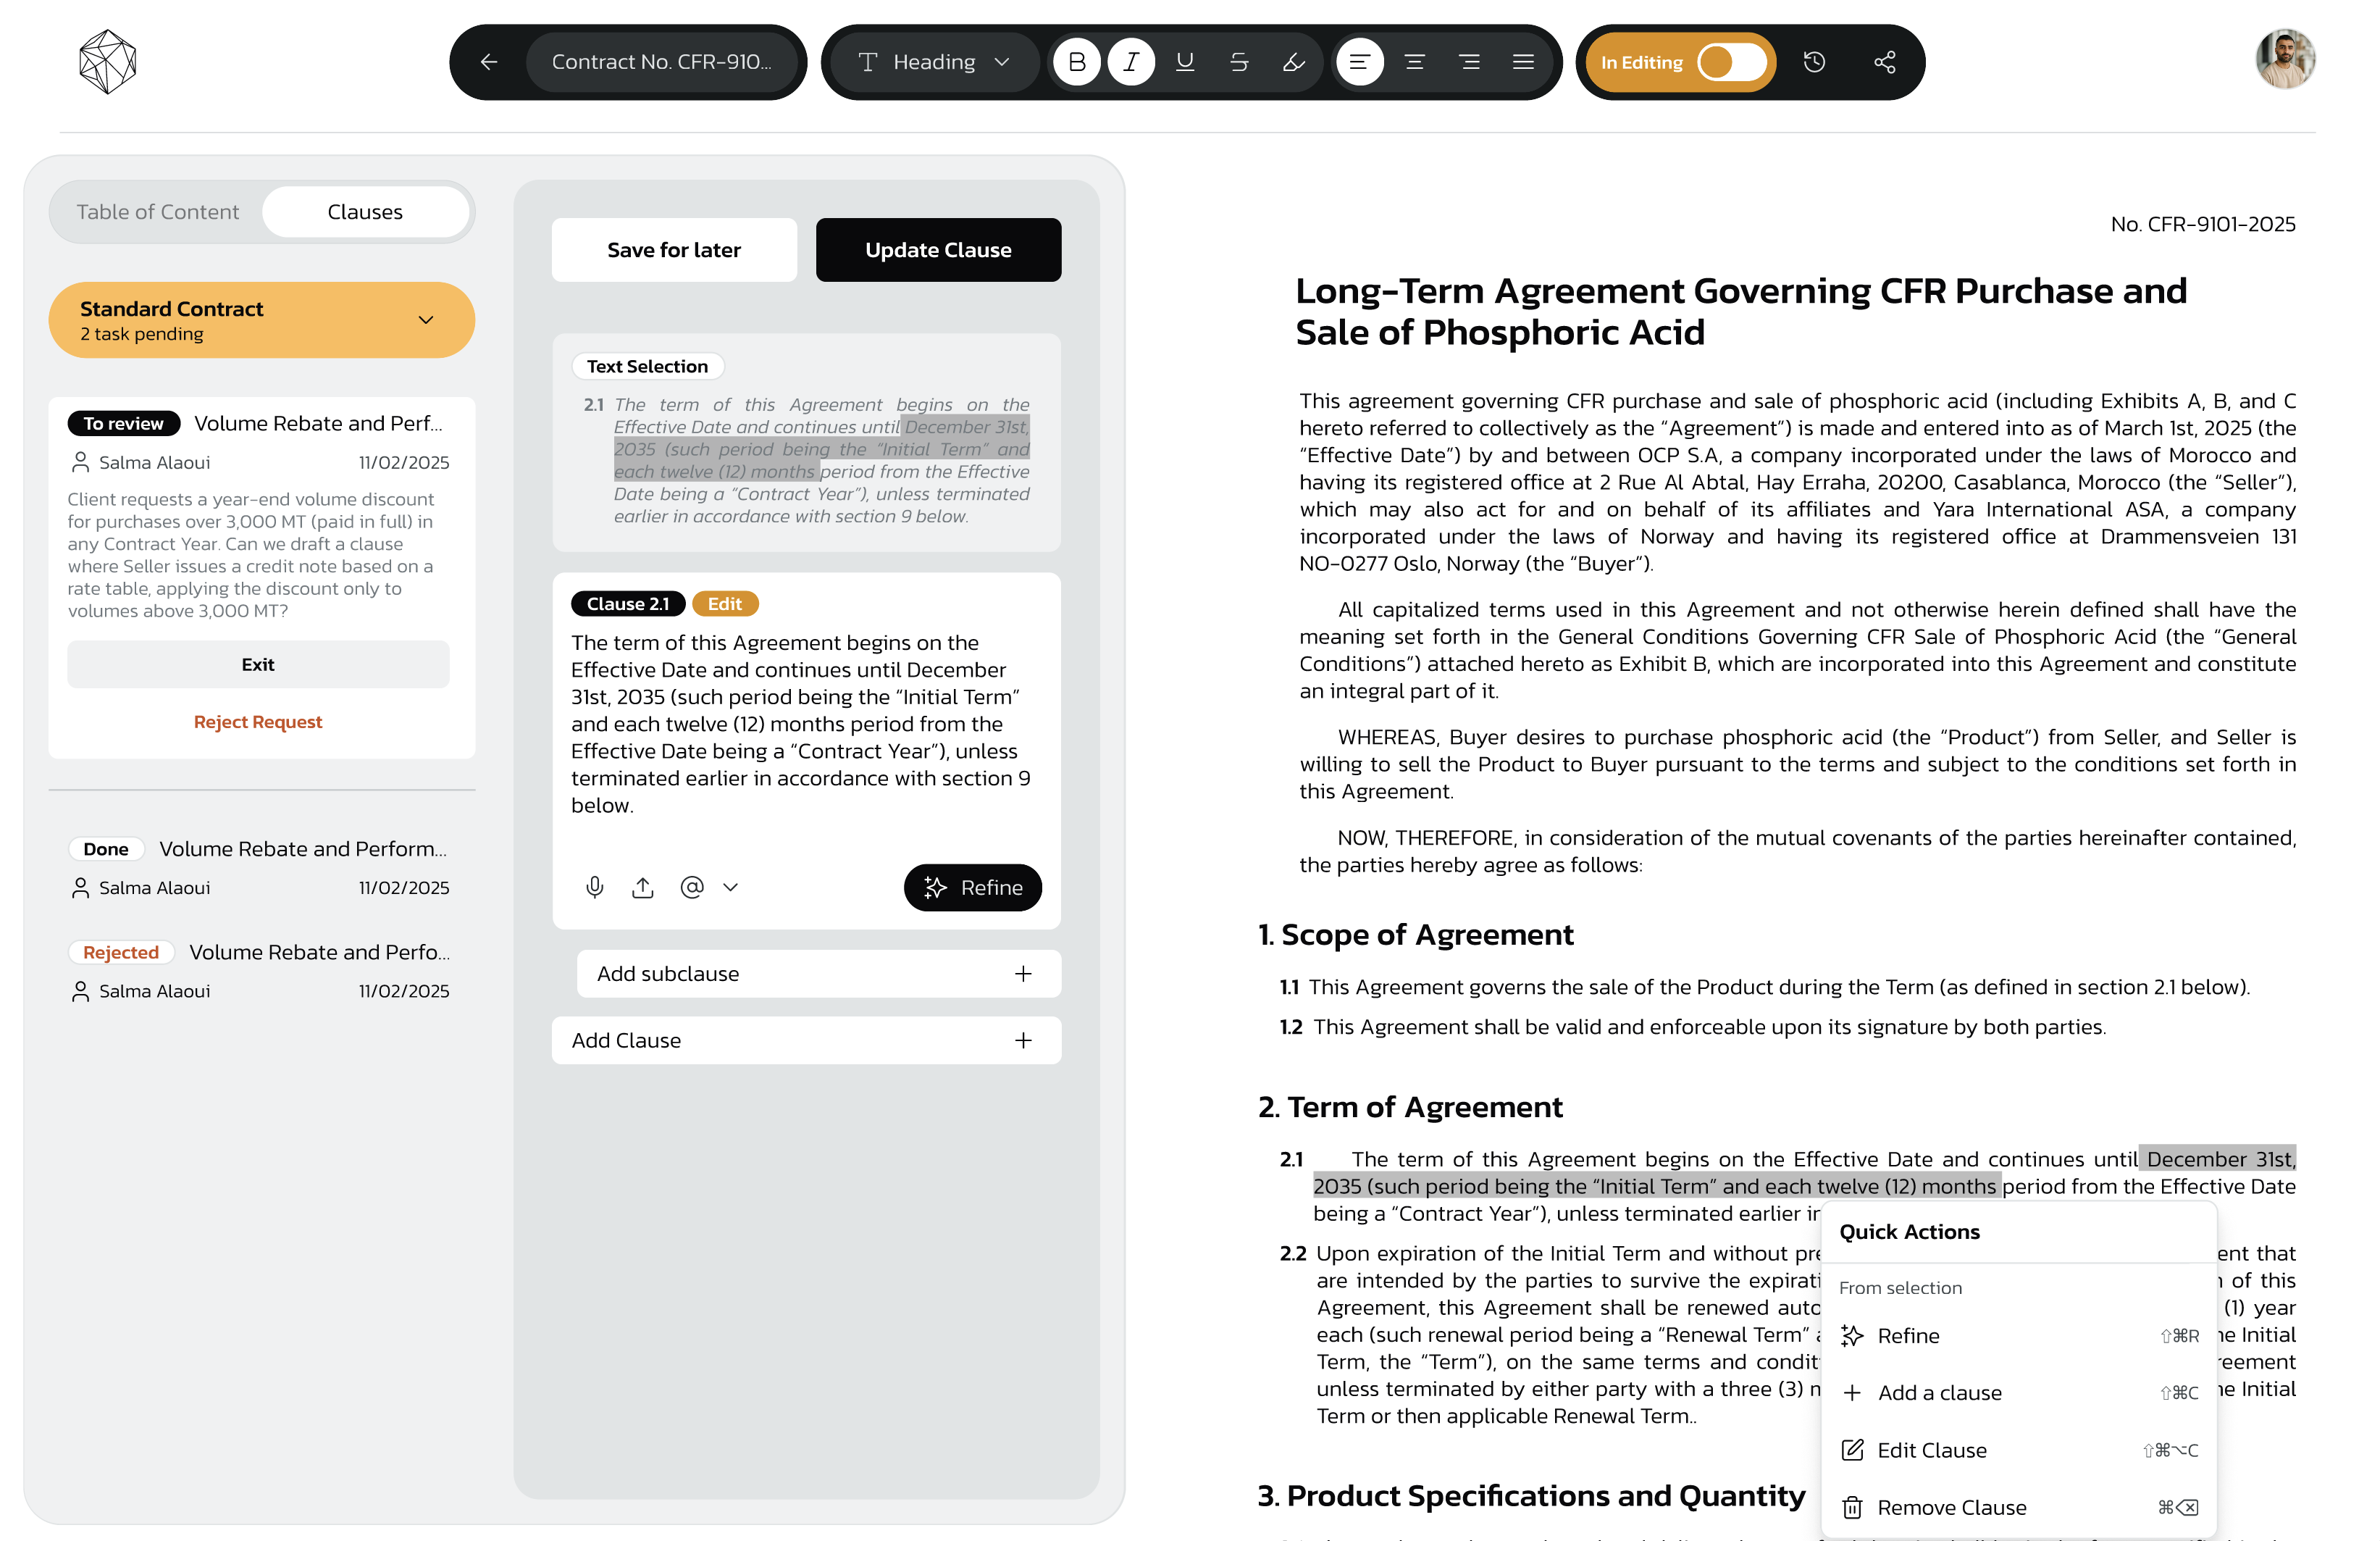 Contract No. CFR-910...
Heading
B
I
U
S
In Editing
Table of Content
Clauses
Standard Contract
2 task pending
To review
Volume Rebate and Perf...
Salma Alaoui
11/02/2025
Client requests a year-end volume discount
for purchases over 3,000 MT (paid in full) in
any Contract Year. Can we draft a clause
where Seller issues a credit note based on a
rate table, applying the discount only to
volumes above 3,000 MT?
Exit
Reject Request
Done
Volume Rebate and Perform...
Salma Alaoui
11/02/2025
Rejected
Volume Rebate and Perfo...
Salma Alaoui
11/02/2025
Save for later
Update Clause
Text Selection
2.1 The term of this Agreement begins on the
Effective Date and continues until December 31st,
2035 (such period being the “Initial Term” and
each twelve (12) months period from the Effective
Date being a “Contract Year”), unless terminated
earlier in accordance with section 9 below.
Clause 2.1
Edit
The term of this Agreement begins on the
Effective Date and continues until December
31st, 2035 (such period being the “Initial Term”
and each twelve (12) months period from the
Effective Date being a “Contract Year”), unless
terminated earlier in accordance with section 9
below.
Refine
Add subclause
Add Clause
No. CFR-9101-2025
Long-Term Agreement Governing CFR Purchase and
Sale of Phosphoric Acid
This agreement governing CFR purchase and sale of phosphoric acid (including Exhibits A, B, and C
hereto referred to collectively as the “Agreement”) is made and entered into as of March 1st, 2025 (the
“Effective Date”) by and between OCP S.A, a company incorporated under the laws of Morocco and
having its registered office at 2 Rue Al Abtal, Hay Erraha, 20200, Casablanca, Morocco (the “Seller”),
which may also act for and on behalf of its affiliates and Yara International ASA, a company
incorporated under the laws of Norway and having its registered office at Drammensveien 131
NO-0277 Oslo, Norway (the “Buyer”).
All capitalized terms used in this Agreement and not otherwise herein defined shall have the
meaning set forth in the General Conditions Governing CFR Sale of Phosphoric Acid (the “General
Conditions”) attached hereto as Exhibit B, which are incorporated into this Agreement and constitute
an integral part of it.
WHEREAS, Buyer desires to purchase phosphoric acid (the “Product”) from Seller, and Seller is
willing to sell the Product to Buyer pursuant to the terms and subject to the conditions set forth in
this Agreement.
NOW, THEREFORE, in consideration of the mutual covenants of the parties hereinafter contained,
the parties hereby agree as follows:
1. Scope of Agreement
1.1 This Agreement governs the sale of the Product during the Term (as defined in section 2.1 below).
1.2 This Agreement shall be valid and enforceable upon its signature by both parties.
2. Term of Agreement
2.1 The term of this Agreement begins on the Effective Date and continues until December 31st,
2035 (such period being the “Initial Term” and each twelve (12) months period from the Effective Date
being a “Contract Year”), unless terminated earlier
2.2 Upon expiration of the Initial Term and without that
are intended by the parties to survive the of this
Agreement, this Agreement shall be renewed (1) year
each (such renewal period being a “Renewal Term” Initial
Term, the “Term”), on the same terms and
unless terminated by either party with a three (3) Initial
Term or then applicable Renewal Term..
3. Product Specifications and Quantity
Quick Actions
From selection
Refine ⇧⌘R
Add a clause ⇧⌘C
Edit Clause ⇧⌘⌥C
Remove Clause ⌘⌫